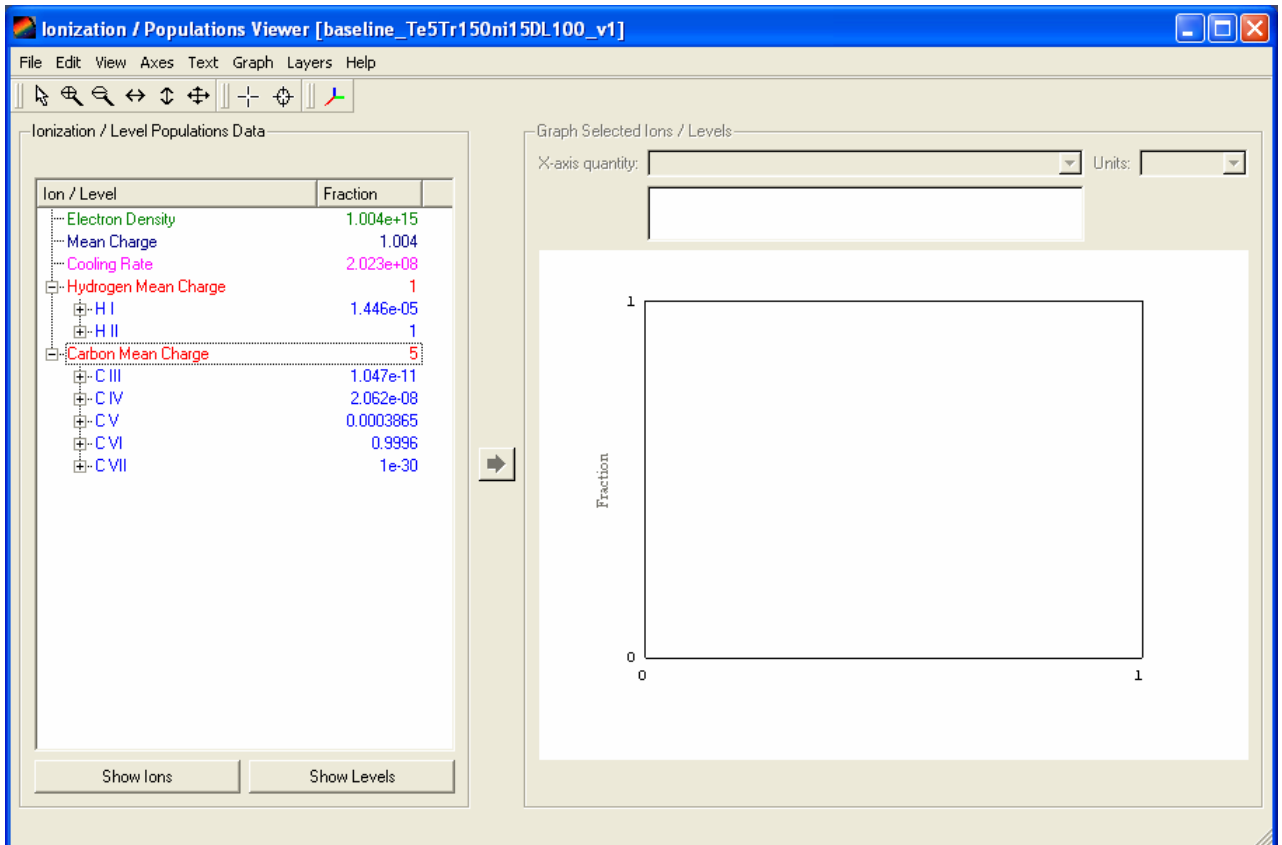 Ionization / Populations Viewer [baseline_Te5Tr150ni15DL100_v1]
File Edit View Axes Text Graph Layers Help
Ionization / Level Populations Data
Ion / Level Fraction
Electron Density 1.004e+15
Mean Charge 1.004
Cooling Rate 2.023e+08
Hydrogen Mean Charge 1
H I 1.446e-05
H II 1
Carbon Mean Charge 5
C III 1.047e-11
C IV 2.062e-08
C V 0.0003865
C VI 0.9996
C VII 1e-30
Show Ions Show Levels
Graph Selected Ions / Levels
X-axis quantity: Units:
1
Fraction
0
0 1